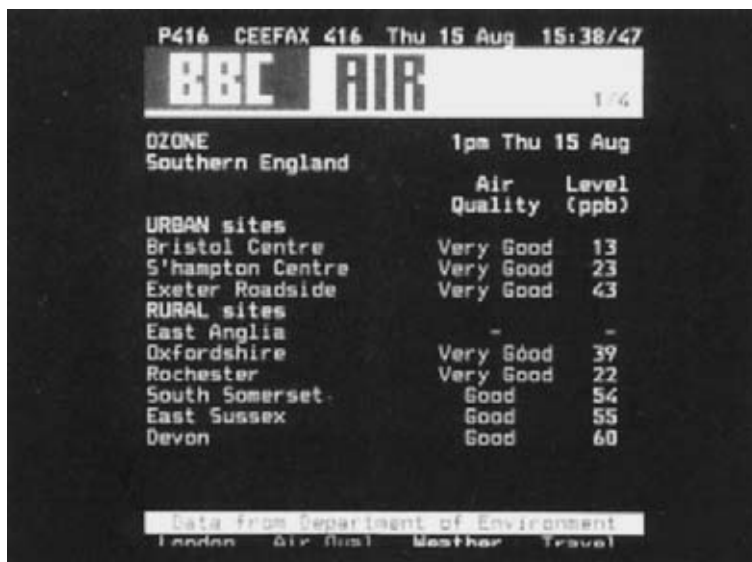 P416 CEEFAX 416 Thu 15 Aug 15:38/47
BBC AIR 1/4
OZONE 1pm Thu 15 Aug
Southern England
Air Level
Quality (ppb)
URBAN sites
Bristol Centre Very Good 13
S'hampton Centre Very Good 23
Exeter Roadside Very Good 43
RURAL sites
East Anglia - -
Oxfordshire Very Good 39
Rochester Very Good 22
South Somerset Good 54
East Sussex Good 55
Devon Good 60
Data from Department of Environment
London Air Qual Weather Travel